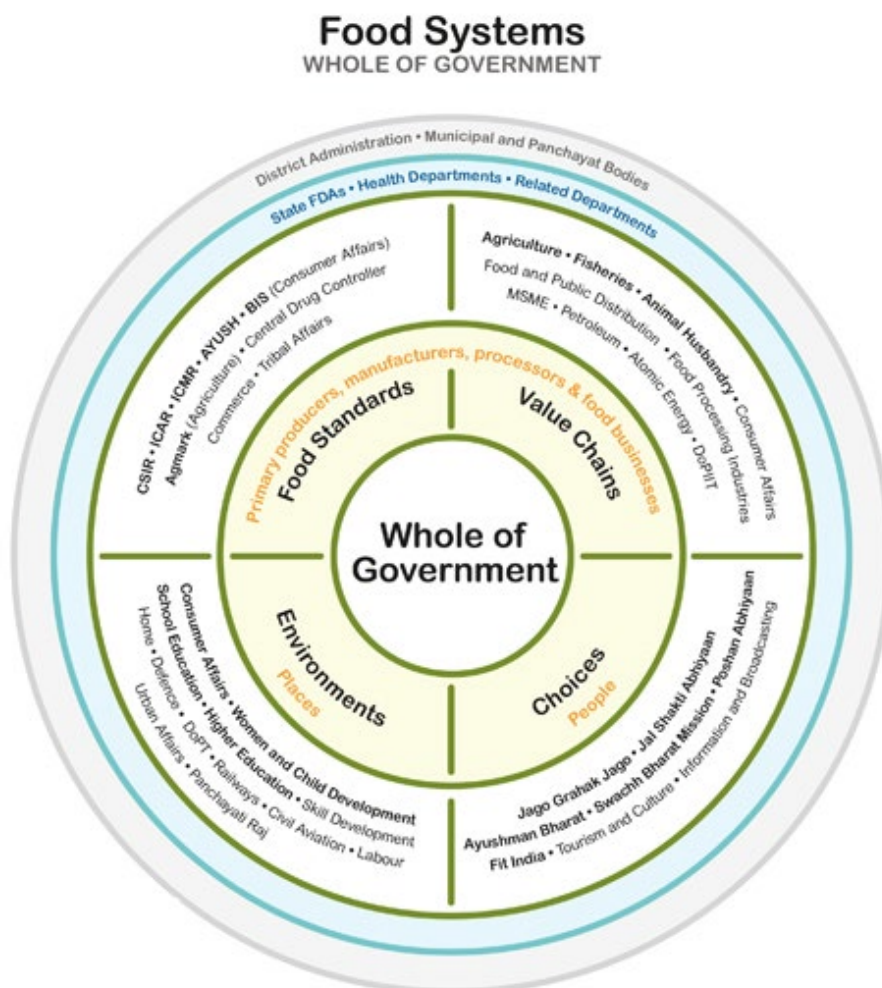 Food Systems
WHOLE OF GOVERNMENT
District Administration • Municipal and Panchayat Bodies
State FDAs • Health Departments • Related Departments
CSIR • ICAR • ICMR • AYUSH • BIS (Consumer Affairs)
Agmark (Agriculture) • Central Drug Controller
Commerce • Tribal Affairs
Agriculture • Fisheries • Animal Husbandry • Consumer Affairs
Food and Public Distribution • Food Processing Industries
MSME • Petroleum • Atomic Energy • DoPIIT
Primary producers, manufacturers, processors & food businesses
Food Standards
Value Chains
Whole of
Government
Environments
Places
Choices
People
Consumer Affairs • Women and Child Development
School Education • Higher Education • Skill Development
Home • Defence • DoPT • Railways • Civil Aviation • Labour
Urban Affairs • Panchayati Raj
Jago Grahak Jago • Jal Shakti Abhiyaan
Ayushman Bharat • Swachh Bharat Mission • Poshan Abhiyaan
Fit India • Tourism and Culture • Information and Broadcasting